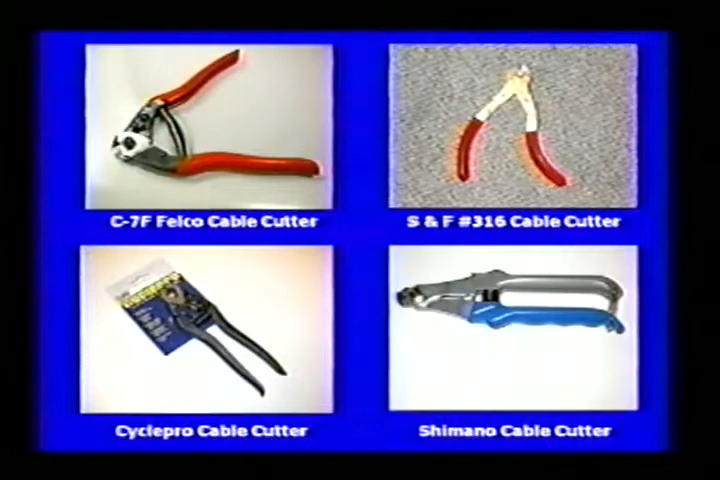 C-7F Felco Cable Cutter
S & F #316 Cable Cutter
Cyclepro Cable Cutter
Shimano Cable Cutter